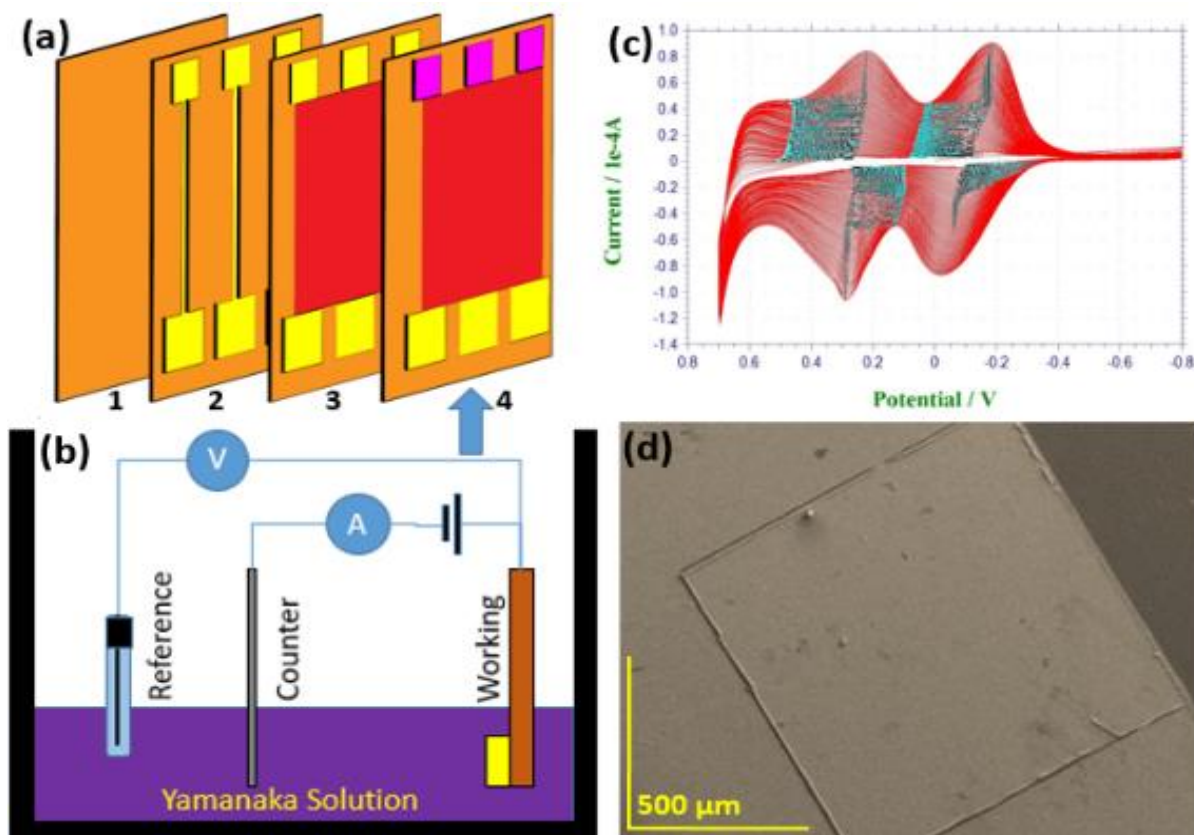 (a)
1 2 3 4
(b)
V
A
Reference
Counter
Working
Yamanaka Solution
(c)
Current / 1e-4A
1.0
0.8
0.6
0.4
0.2
0
-0.2
-0.4
-0.6
-0.8
-1.0
-1.2
-1.4
0.8 0.6 0.4 0.2 0 -0.2 -0.4 -0.6 -0.8
Potential / V
(d)
500 µm